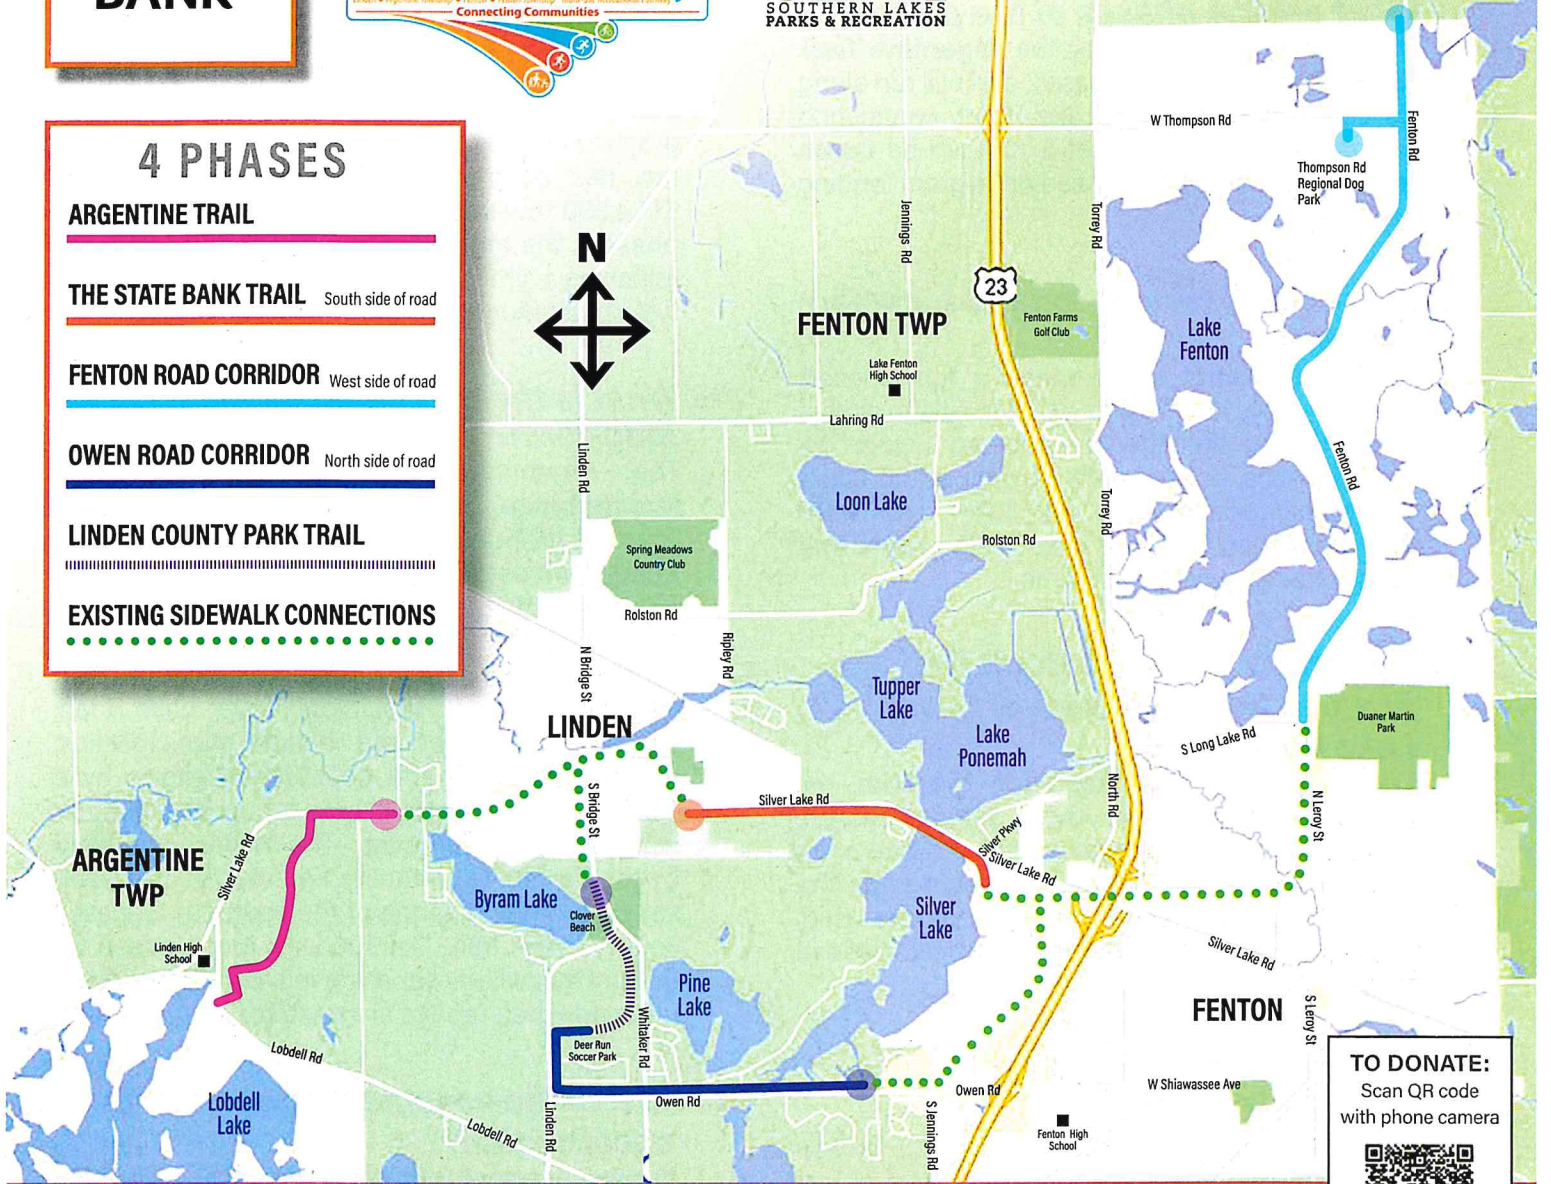 BANK
Connecting Communities
SOUTHERN LAKES
PARKS & RECREATION
4 PHASES
ARGENTINE TRAIL
THE STATE BANK TRAIL South side of road
FENTON ROAD CORRIDOR West side of road
OWEN ROAD CORRIDOR North side of road
LINDEN COUNTY PARK TRAIL
EXISTING SIDEWALK CONNECTIONS
N
W Thompson Rd
Fenton Rd
Thompson Rd
Regional Dog
Park
Jennings Rd
Torrey Rd
23
Fenton Farms
Golf Club
FENTON TWP
Lake
Fenton
Lake Fenton
High School
Lahring Rd
Linden Rd
Fenton Rd
Loon Lake
Torrey Rd
Rolston Rd
Spring Meadows
Country Club
Rolston Rd
N Bridge St
Ripley Rd
Tupper
Lake
LINDEN
Lake
Ponemah
Duaner Martin
Park
S Long Lake Rd
North Rd
S Bridge St
Silver Lake Rd
N Leroy St
Silver Pkwy
Silver Lake Rd
Silver Lake Rd
ARGENTINE
TWP
Byram Lake
Clover
Beach
Silver
Lake
Linden High
School
Silver Lake Rd
Pine
Lake
FENTON
S Leroy St
Whitaker Rd
Deer Run
Soccer Park
Lobdell Rd
Owen Rd
Owen Rd
W Shiawassee Ave
Lobdell
Lake
Lobdell Rd
Linden Rd
S Jennings Rd
Fenton High
School
TO DONATE:
Scan QR code
with phone camera